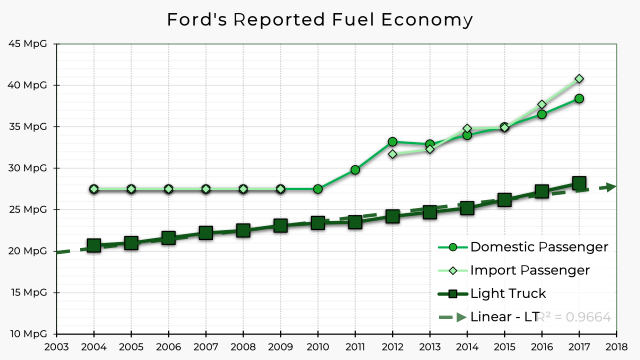 Ford's Reported Fuel Economy
45 MpG
40 MpG
35 MpG
30 MpG
25 MpG
20 MpG
15 MpG
10 MpG
Domestic Passenger
Import Passenger
Light Truck
Linear - LT R² = 0.9664
2003 2004 2005 2006 2007 2008 2009 2010 2011 2012 2013 2014 2015 2016 2017 2018